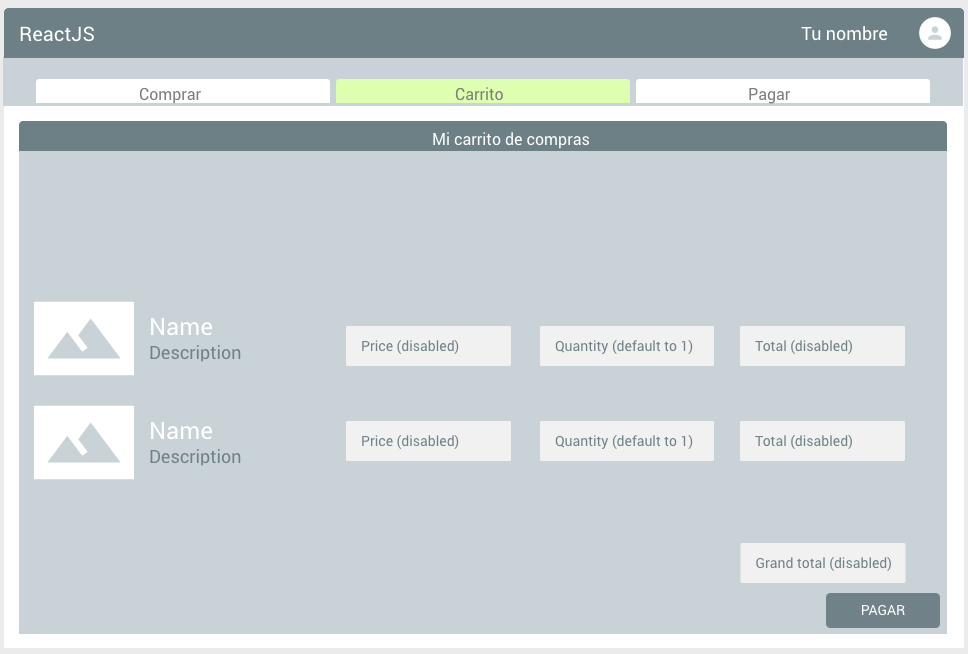 ReactJS
Tu nombre
Comprar
Carrito
Pagar
Mi carrito de compras
Name
Description
Price (disabled)
Quantity (default to 1)
Total (disabled)
Name
Description
Price (disabled)
Quantity (default to 1)
Total (disabled)
Grand total (disabled)
PAGAR